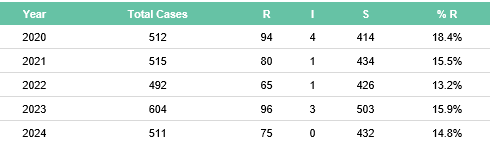 Year Total Cases R I S % R
2020 512 94 4 414 18.4%
2021 515 80 1 434 15.5%
2022 492 65 1 426 13.2%
2023 604 96 3 503 15.9%
2024 511 75 0 432 14.8%